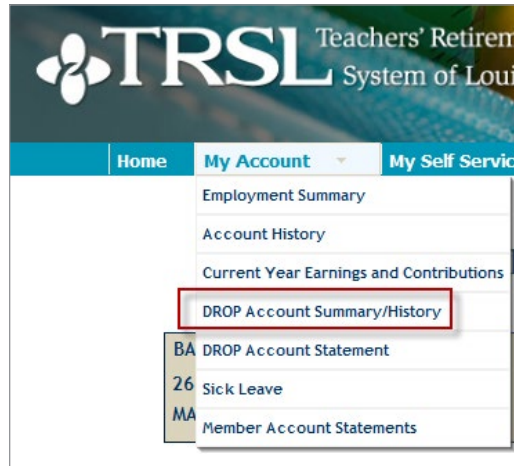 TRSL Teachers' Retirem
System of Loui
Home My Account My Self Servic
Employment Summary
Account History
Current Year Earnings and Contributions
DROP Account Summary/History
BA DROP Account Statement
26 Sick Leave
MA Member Account Statements